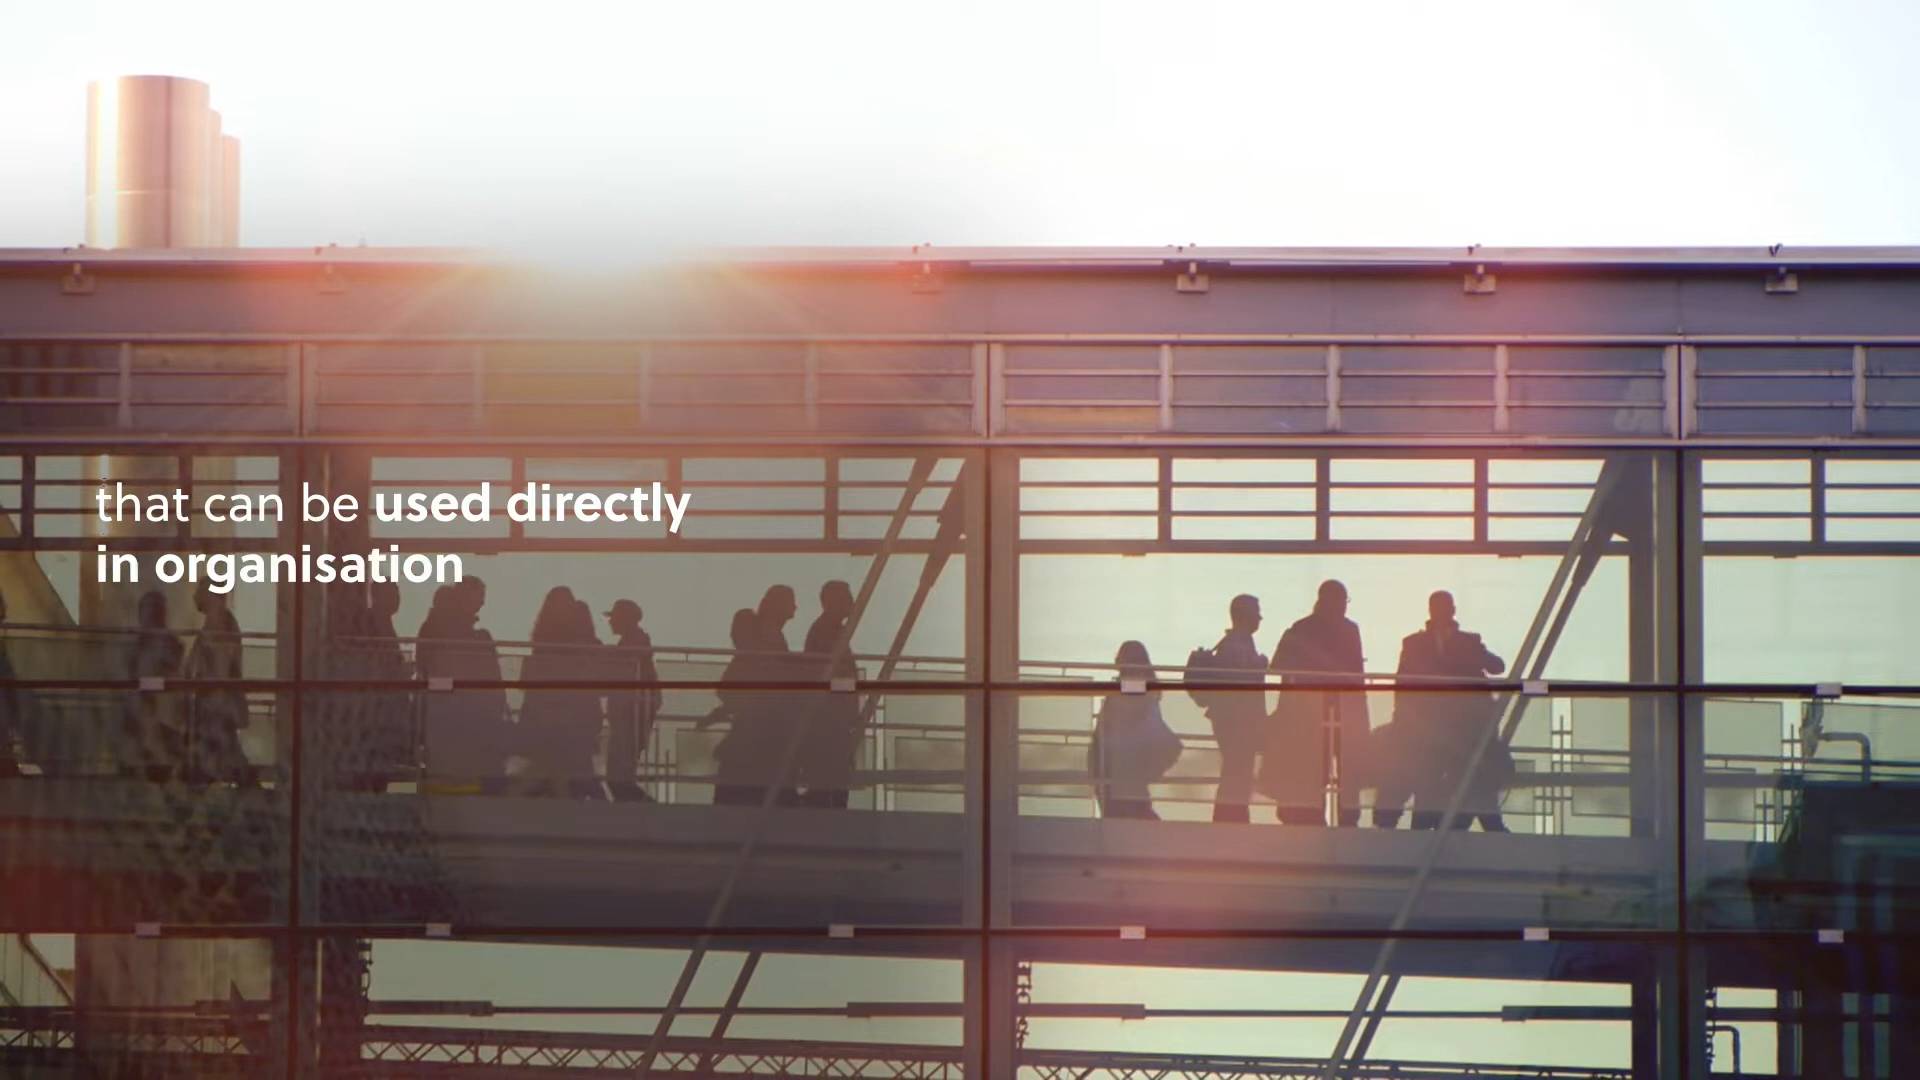 that can be used directly
in organisation